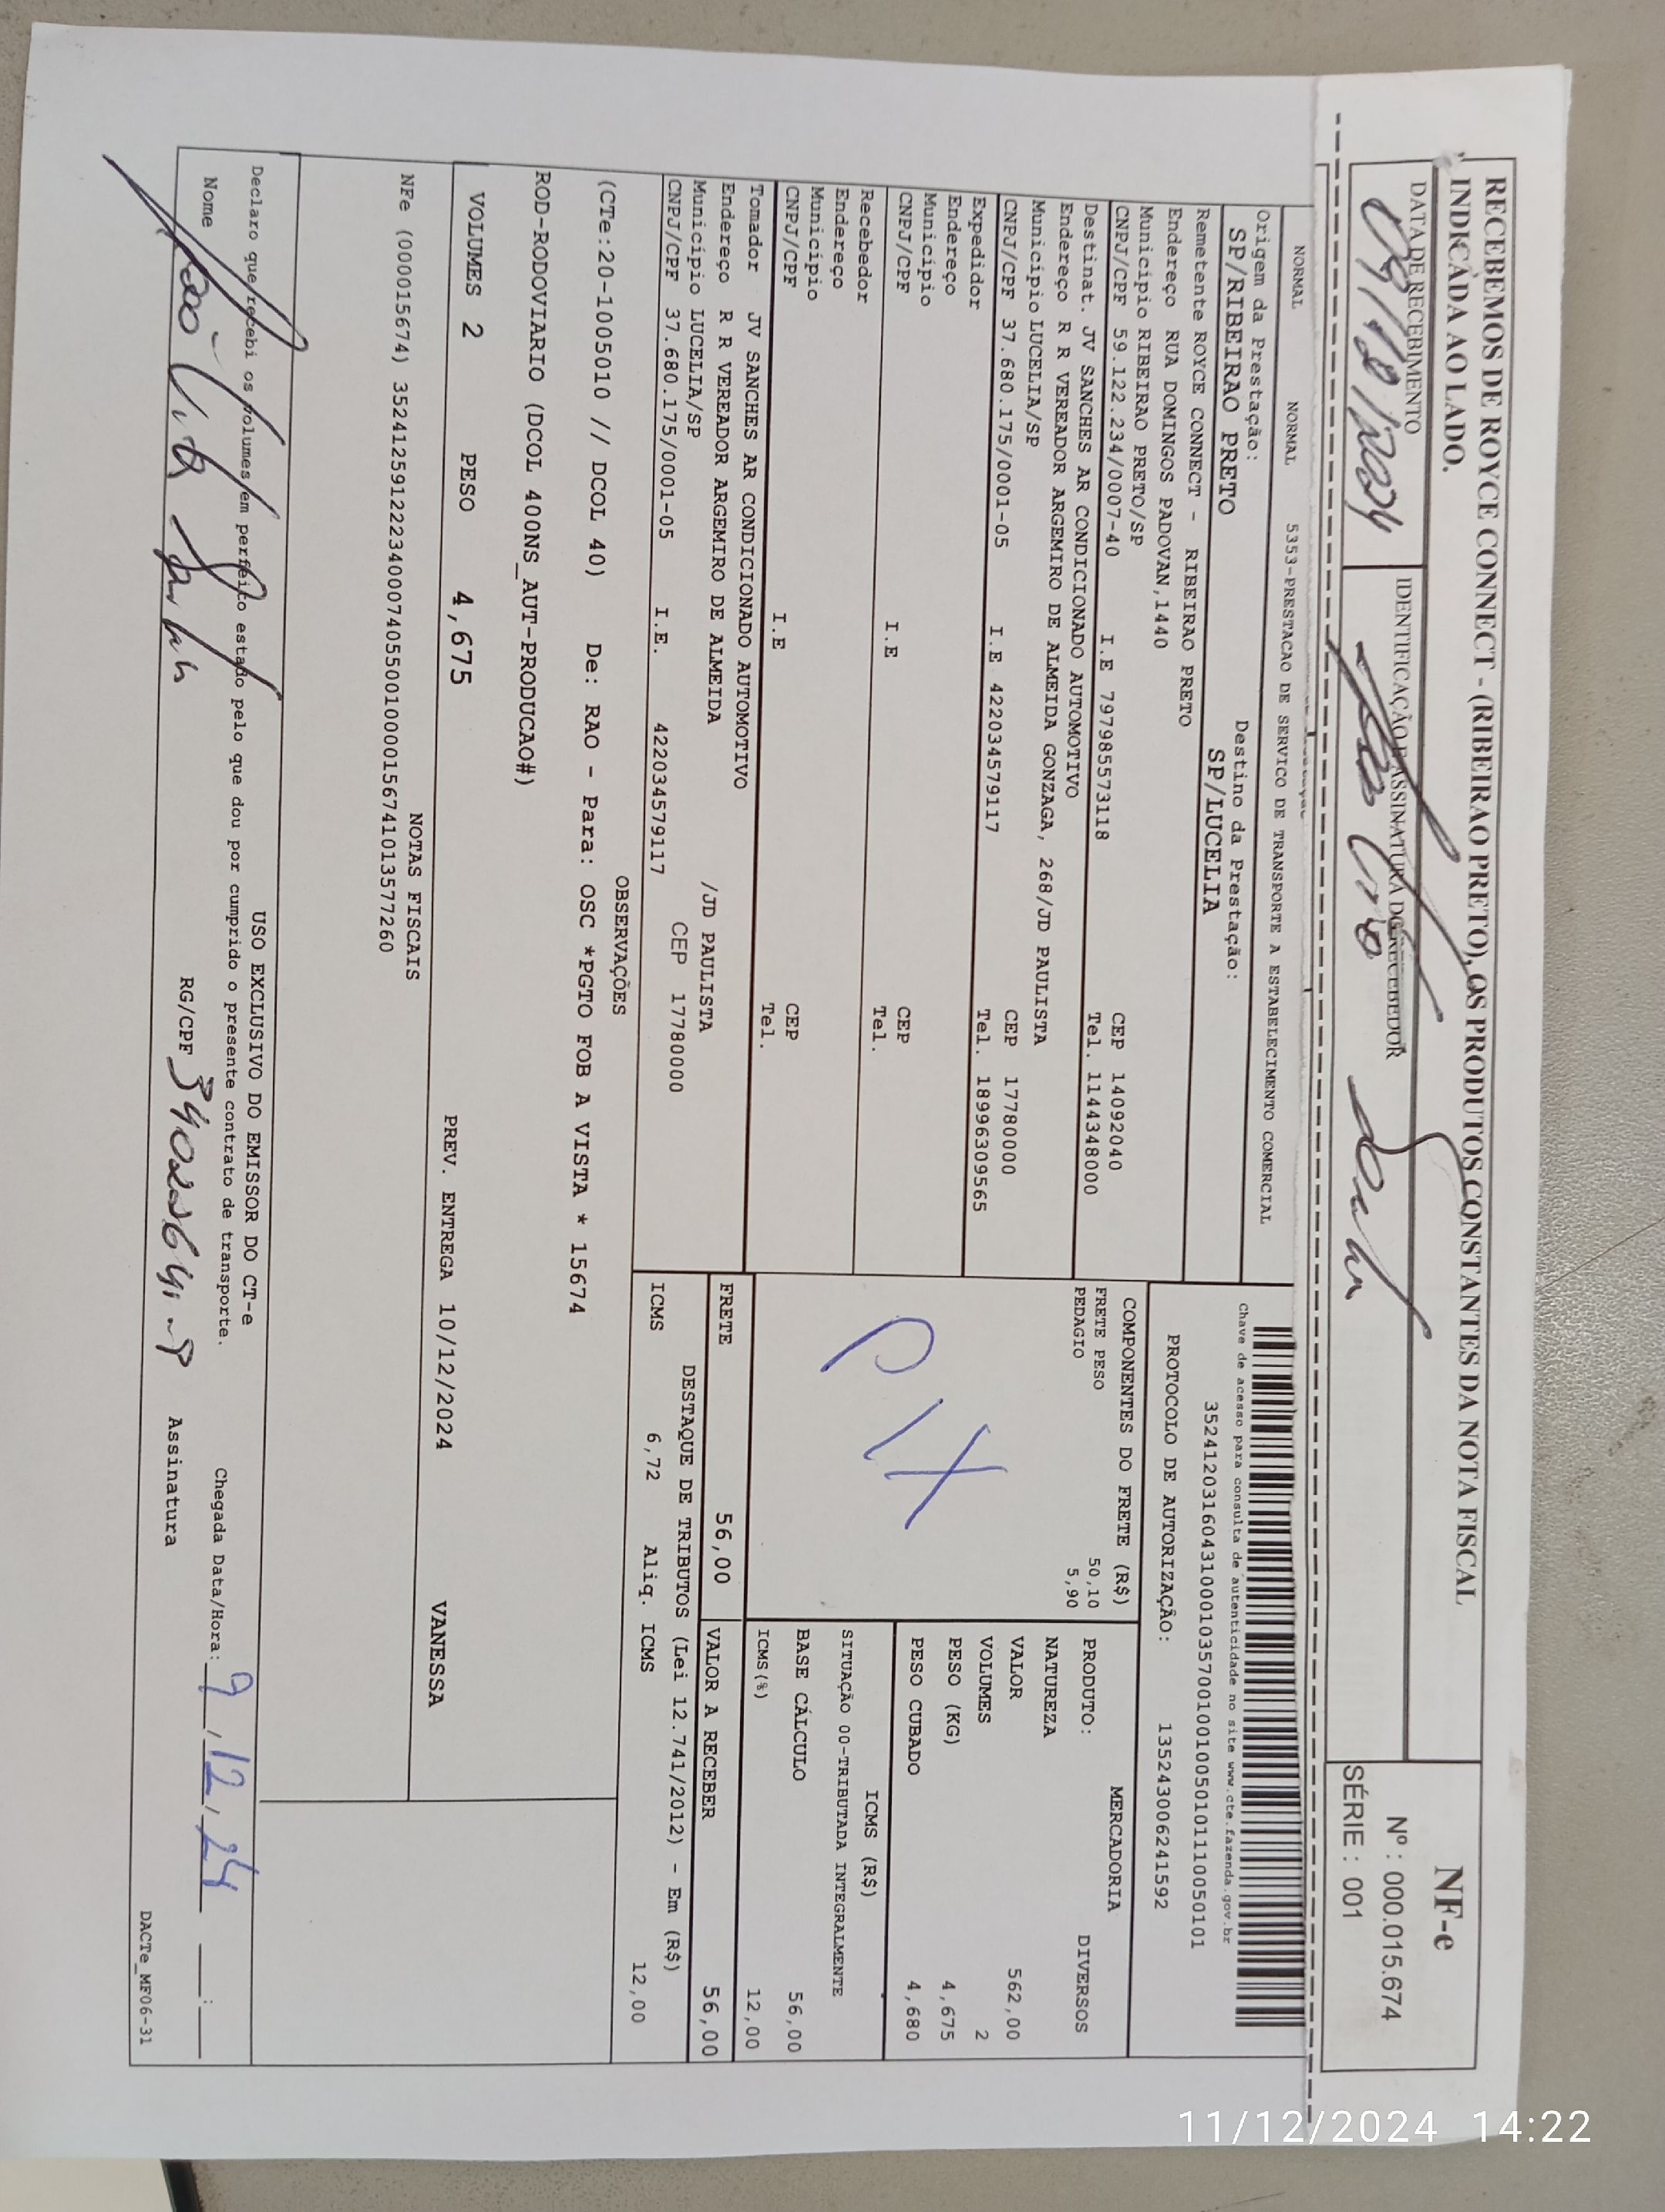 RECEBEMOS DE ROYCE CONNECT - (RIBEIRAO PRETO), OS PRODUTOS CONSTANTES DA NOTA FISCAL
INDICADA AO LADO.
DATA DE RECEBIMENTO
09/12/2024
IDENTIFICAÇÃO E ASSINATURA DO RECEBEDOR
NF-e
Nº : 000.015.674
SÉRIE : 001
NORMAL NORMAL 5353-PRESTACAO DE SERVICO DE TRANSPORTE A ESTABELECIMENTO COMERCIAL
Origem da Prestação: Destino da Prestação:
SP/RIBEIRAO PRETO SP/LUCELIA
Remetente ROYCE CONNECT - RIBEIRAO PRETO
Endereço RUA DOMINGOS PADOVAN,1440
Município RIBEIRAO PRETO/SP CEP 14092040
CNPJ/CPF 59.122.234/0007-40 I.E 797985573118 Tel. 1144348000
Destinat. JV SANCHES AR CONDICIONADO AUTOMOTIVO
Endereço R R VEREADOR ARGEMIRO DE ALMEIDA GONZAGA, 268/JD PAULISTA
Município LUCELIA/SP CEP 17780000
CNPJ/CPF 37.680.175/0001-05 I.E 422034579117 Tel. 18996309565
Expedidor
Endereço
Município CEP
CNPJ/CPF I.E Tel.
Recebedor
Endereço
Município CEP
CNPJ/CPF I.E Tel.
Tomador JV SANCHES AR CONDICIONADO AUTOMOTIVO
Endereço R R VEREADOR ARGEMIRO DE ALMEIDA /JD PAULISTA
Município LUCELIA/SP CEP 17780000
CNPJ/CPF 37.680.175/0001-05 I.E. 422034579117
Chave de acesso para consulta de autenticidade no site www.cte.fazenda.gov.br
35241203160431000103570010010050101110050101
PROTOCOLO DE AUTORIZAÇÃO: 135243006241592
COMPONENTES DO FRETE (R$)
FRETE PESO 50,10
PEDAGIO 5,90
PIX
MERCADORIA
PRODUTO: DIVERSOS
NATUREZA
VALOR 562,00
VOLUMES 2
PESO (KG) 4,675
PESO CUBADO 4,680
ICMS (R$)
SITUAÇÃO 00-TRIBUTADA INTEGRALMENTE
BASE CÁLCULO 56,00
ICMS(%) 12,00
FRETE 56,00 VALOR A RECEBER 56,00
DESTAQUE DE TRIBUTOS (Lei 12.741/2012) - Em (R$)
ICMS 6,72 Aliq. ICMS 12,00
OBSERVAÇÕES
(CTe:20-1005010 // DCOL 40) De: RAO - Para: OSC *PGTO FOB A VISTA * 15674
ROD-RODOVIARIO (DCOL 400NS_AUT-PRODUCAO#)
VOLUMES 2 PESO 4,675 PREV. ENTREGA 10/12/2024 VANESSA
NOTAS FISCAIS
NFe (000015674) 35241259122234000740550010000156741013577260
USO EXCLUSIVO DO EMISSOR DO CT-e
Declaro que recebi os volumes em perfeito estado pelo que dou por cumprido o presente contrato de transporte.
Chegada Data/Hora: 9/12/24 __:__
Nome RG/CPF Assinatura
DACTe_MF06-31
11/12/2024 14:22